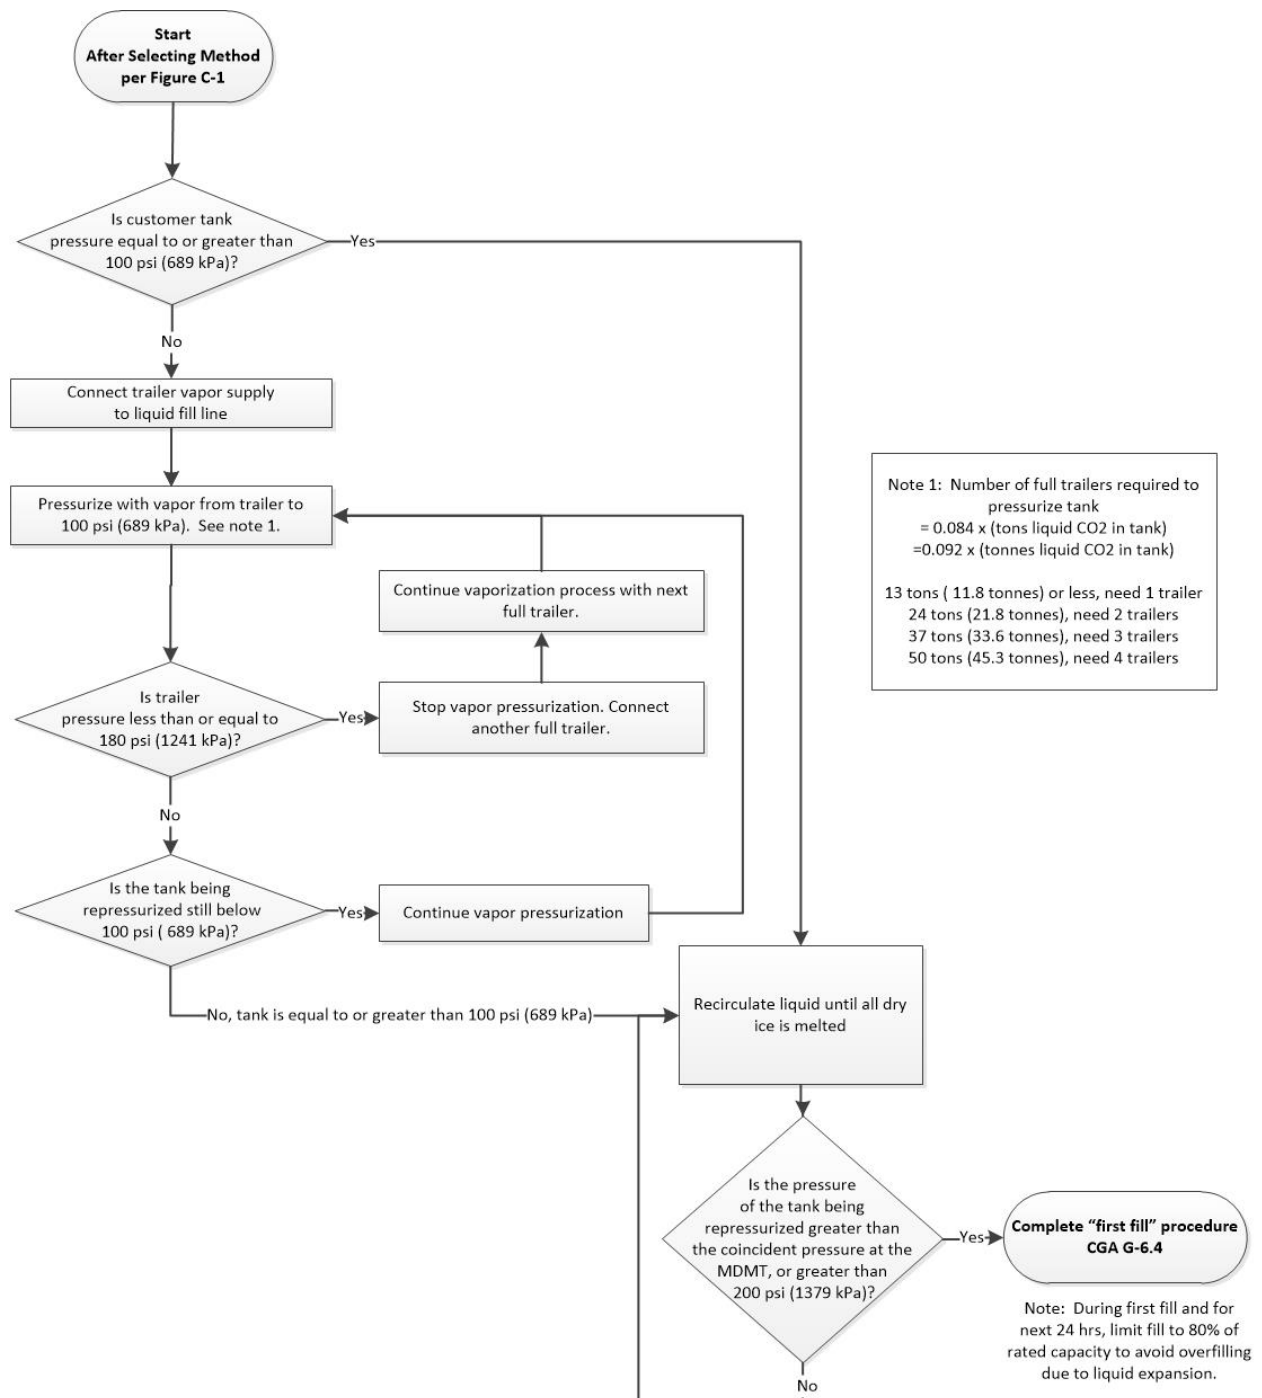 Start
After Selecting Method
per Figure C-1
Is customer tank
pressure equal to or greater than
100 psi (689 kPa)?
Yes
No
Connect trailer vapor supply
to liquid fill line
Pressurize with vapor from trailer to
100 psi (689 kPa).  See note 1.
Note 1:  Number of full trailers required to
pressurize tank
= 0.084 x (tons liquid CO2 in tank)
=0.092 x (tonnes liquid CO2 in tank)
13 tons ( 11.8 tonnes) or less, need 1 trailer
24 tons (21.8 tonnes), need 2 trailers
37 tons (33.6 tonnes), need 3 trailers
50 tons (45.3 tonnes), need 4 trailers
Continue vaporization process with next
full trailer.
Is trailer
pressure less than or equal to
180 psi (1241 kPa)?
Yes
Stop vapor pressurization. Connect
another full trailer.
No
Is the tank being
repressurized still below
100 psi ( 689 kPa)?
Yes
Continue vapor pressurization
No, tank is equal to or greater than 100 psi (689 kPa)
Recirculate liquid until all dry
ice is melted
Is the pressure
of the tank being
repressurized greater than
the coincident pressure at the
MDMT, or greater than
200 psi (1379 kPa)?
Yes
Complete “first fill” procedure
CGA G-6.4
Note:  During first fill and for
next 24 hrs, limit fill to 80% of
rated capacity to avoid overfilling
due to liquid expansion.
No